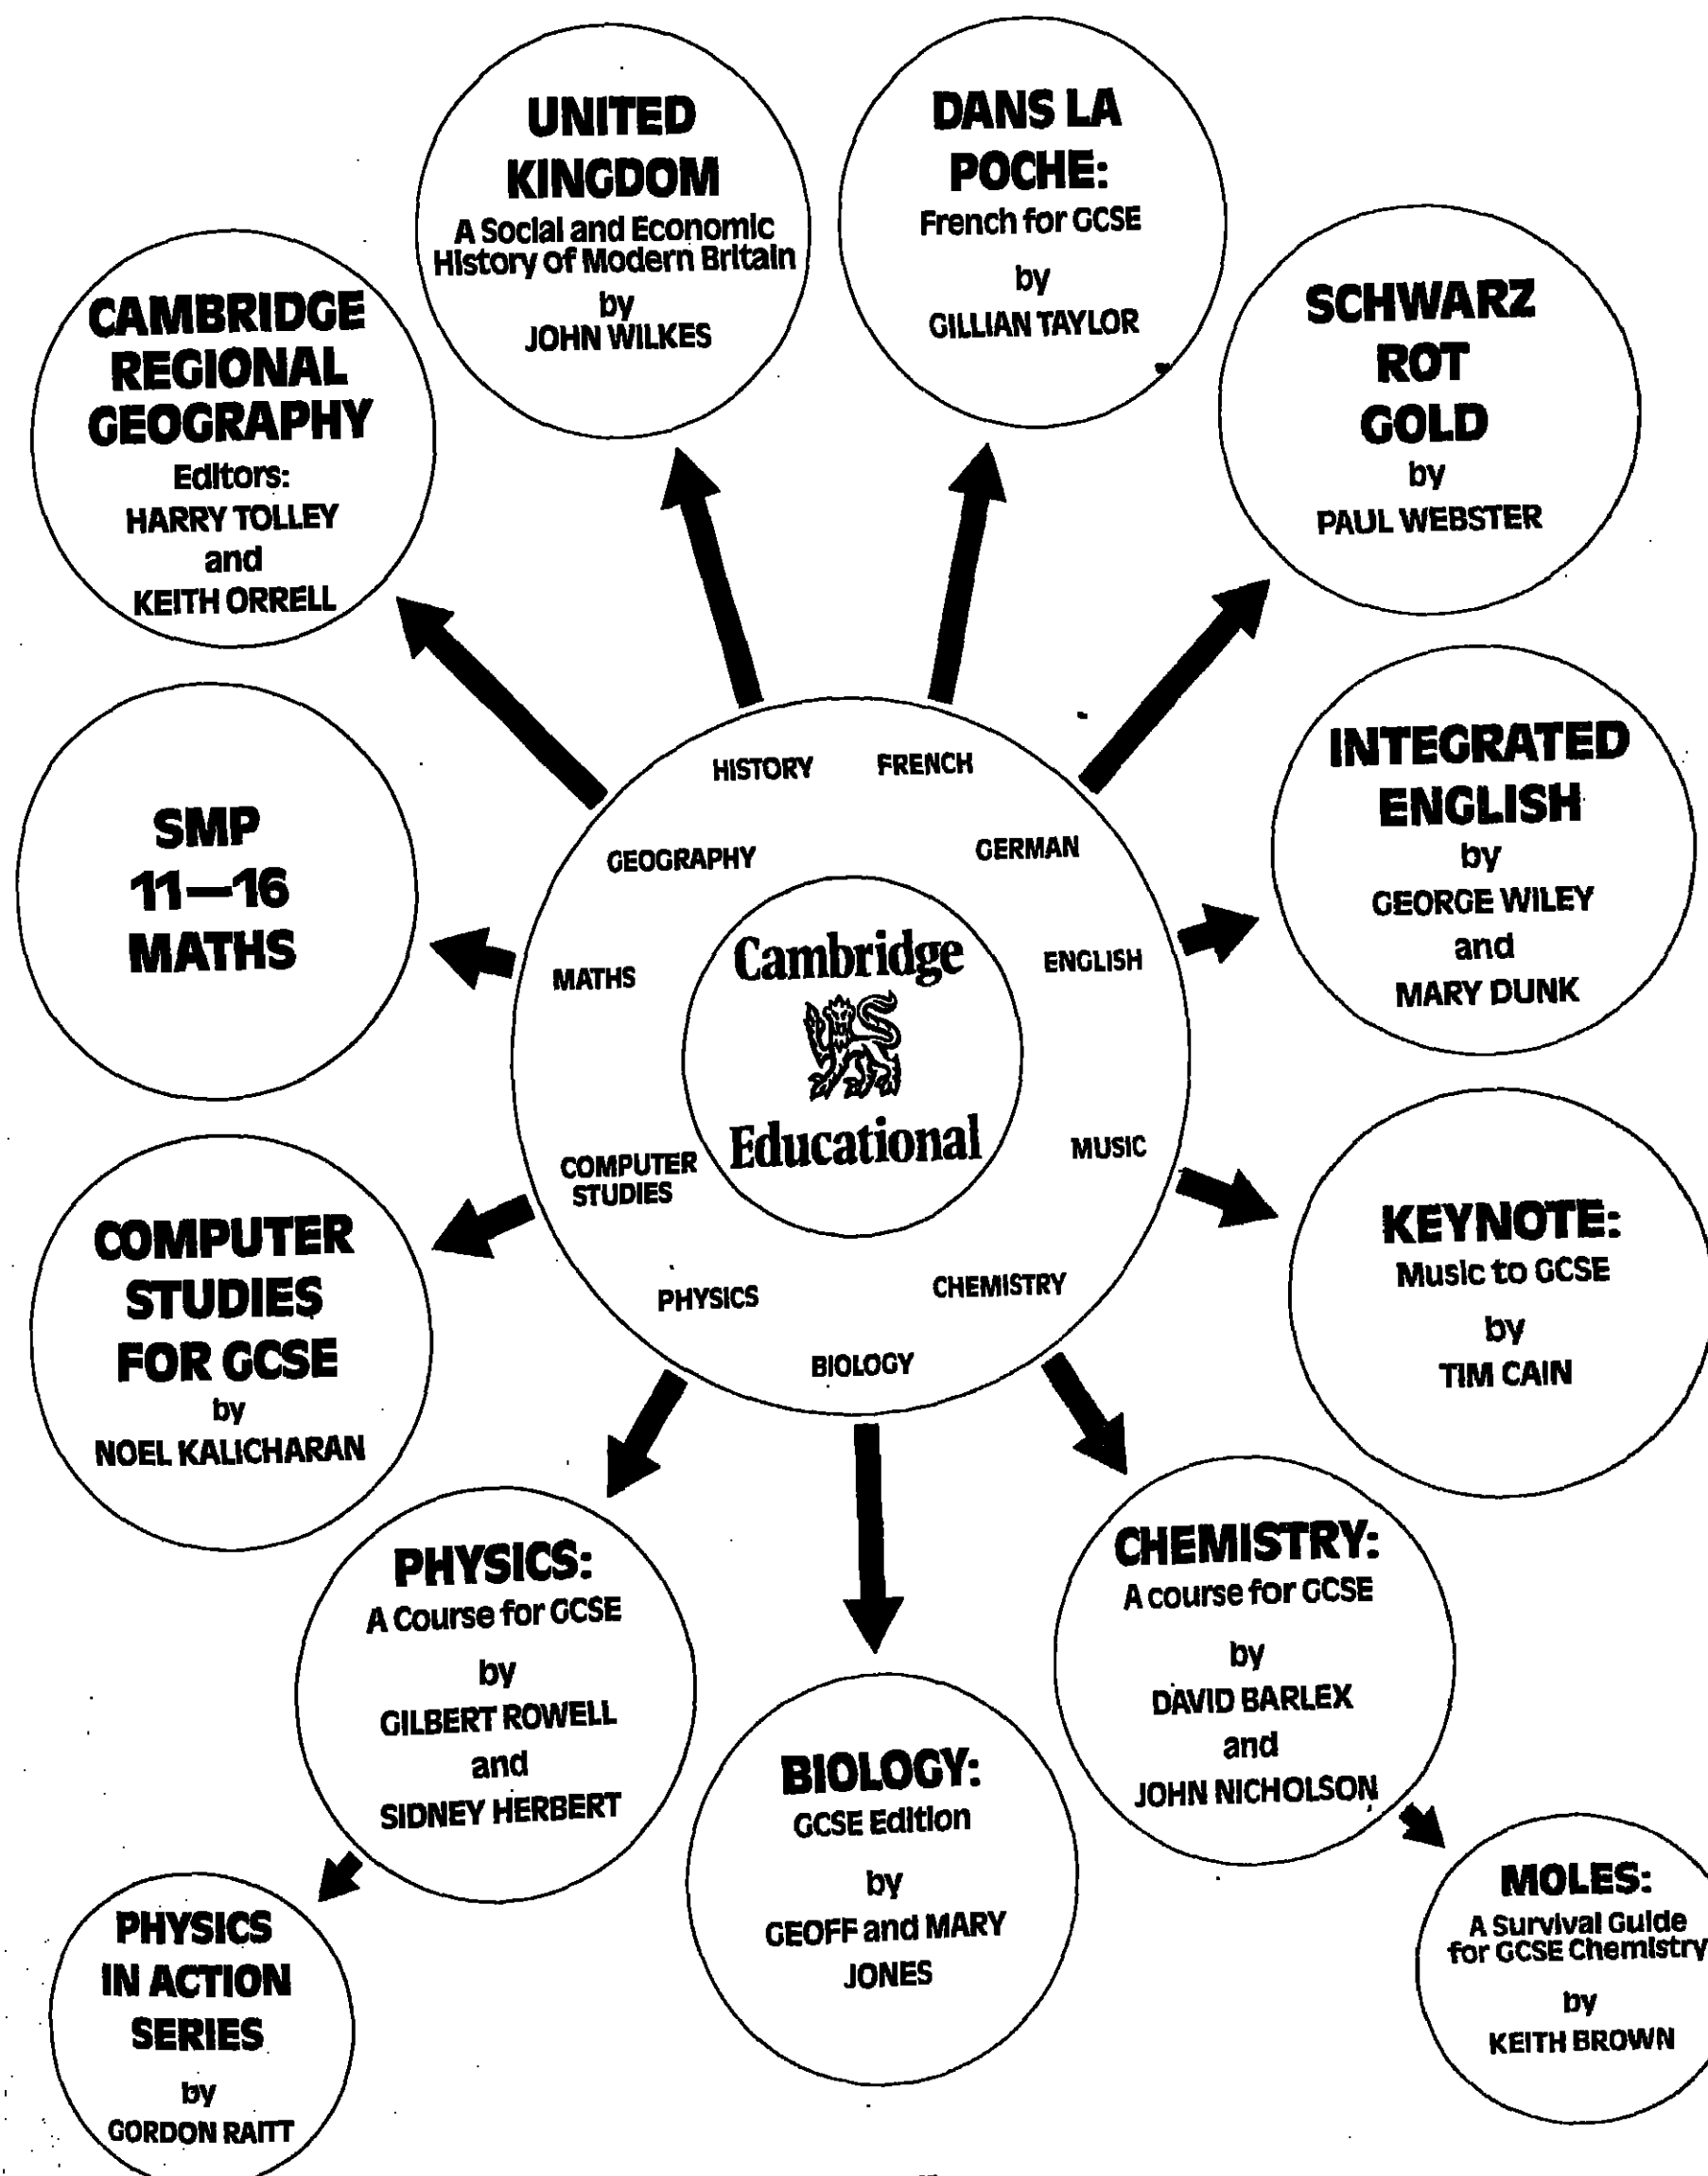 UNITED
KINGDOM
A Social and Economic
History of Modern Britain
by
JOHN WILKES
DANS LA
POCHE:
French for GCSE
by
GILLIAN TAYLOR
CAMBRIDGE
REGIONAL
GEOGRAPHY
Editors:
HARRY TOLLEY
and
KEITH ORRELL
SCHWARZ
ROT
GOLD
by
PAUL WEBSTER
SMP
11—16
MATHS
INTEGRATED
ENGLISH
by
GEORGE WILEY
and
MARY DUNK
HISTORY
FRENCH
GEOGRAPHY
GERMAN
MATHS
ENGLISH
Cambridge
Educational
COMPUTER
STUDIES
MUSIC
PHYSICS
CHEMISTRY
BIOLOGY
COMPUTER
STUDIES
FOR GCSE
by
NOEL KALICHARAN
KEYNOTE:
Music to GCSE
by
TIM CAIN
PHYSICS:
A Course for GCSE
by
GILBERT ROWELL
and
SIDNEY HERBERT
CHEMISTRY:
A course for GCSE
by
DAVID BARLEX
and
JOHN NICHOLSON
BIOLOGY:
GCSE Edition
by
GEOFF and MARY
JONES
PHYSICS
IN ACTION
SERIES
by
GORDON RAITT
MOLES:
A Survival Guide
for GCSE Chemistry
by
KEITH BROWN